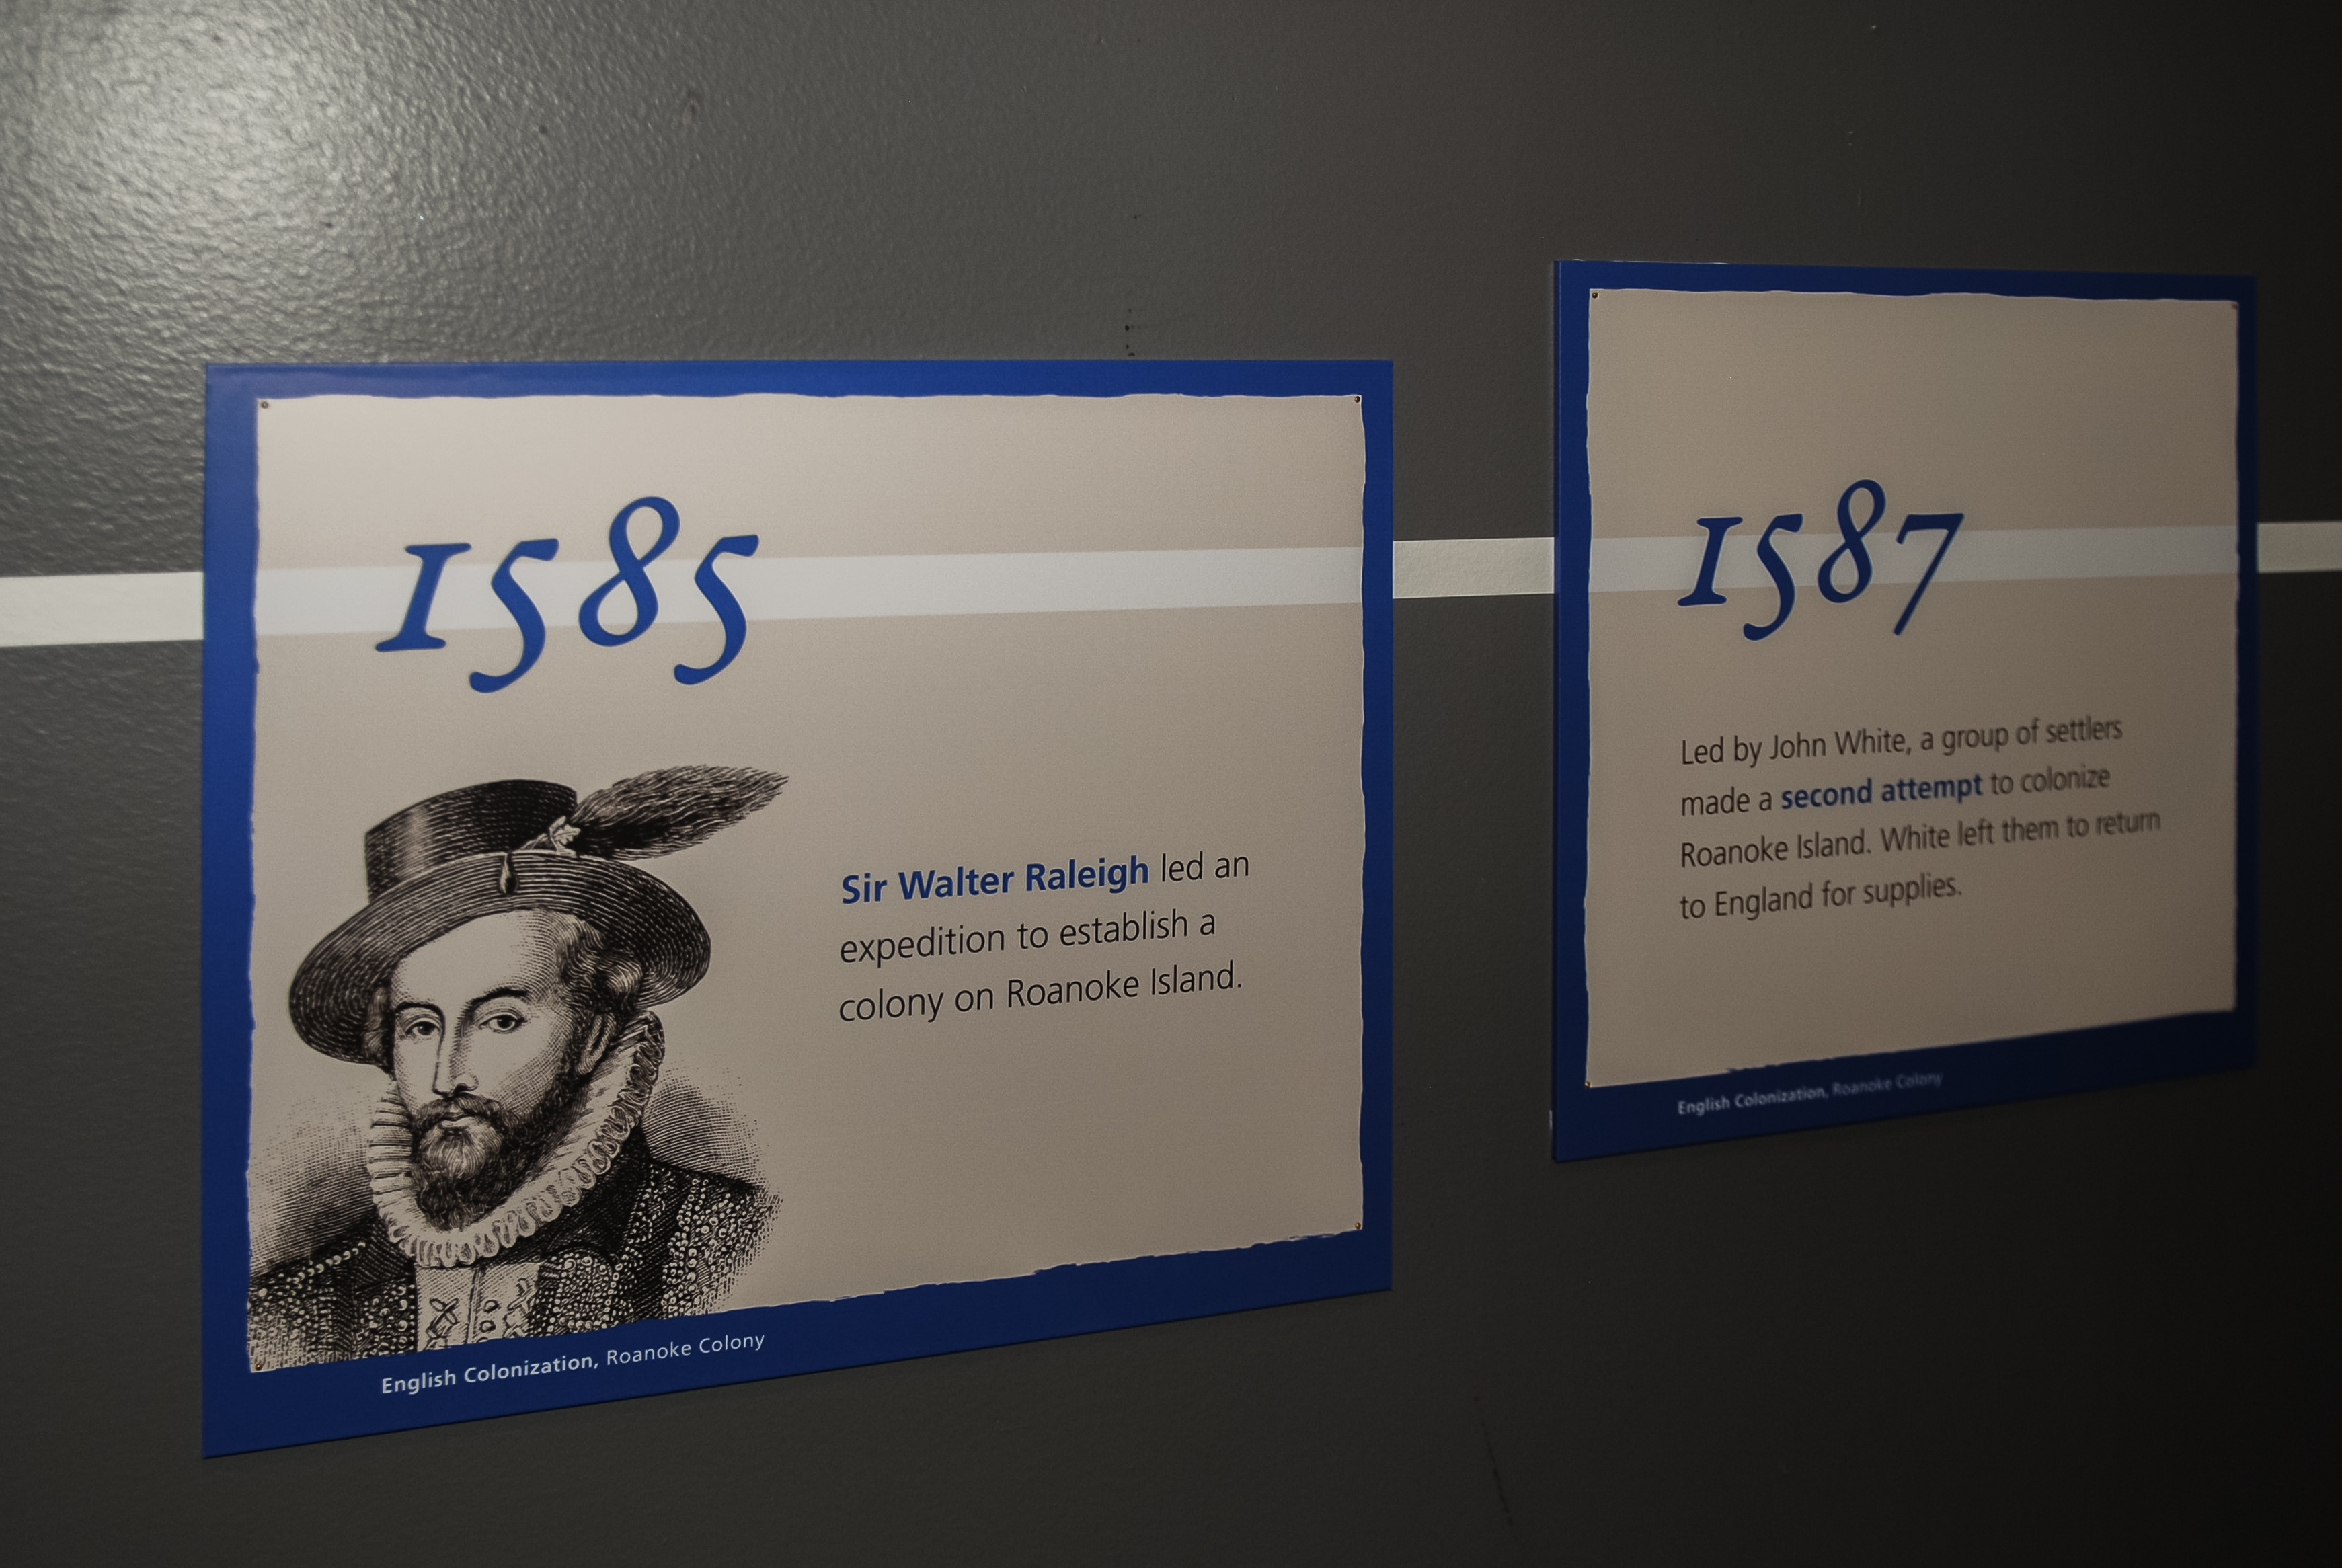 1585
Sir Walter Raleigh led an
expedition to establish a
colony on Roanoke Island.
English Colonization, Roanoke Colony
1587
Led by John White, a group of settlers
made a second attempt to colonize
Roanoke Island. White left them to return
to England for supplies.
English Colonization, Roanoke Colony